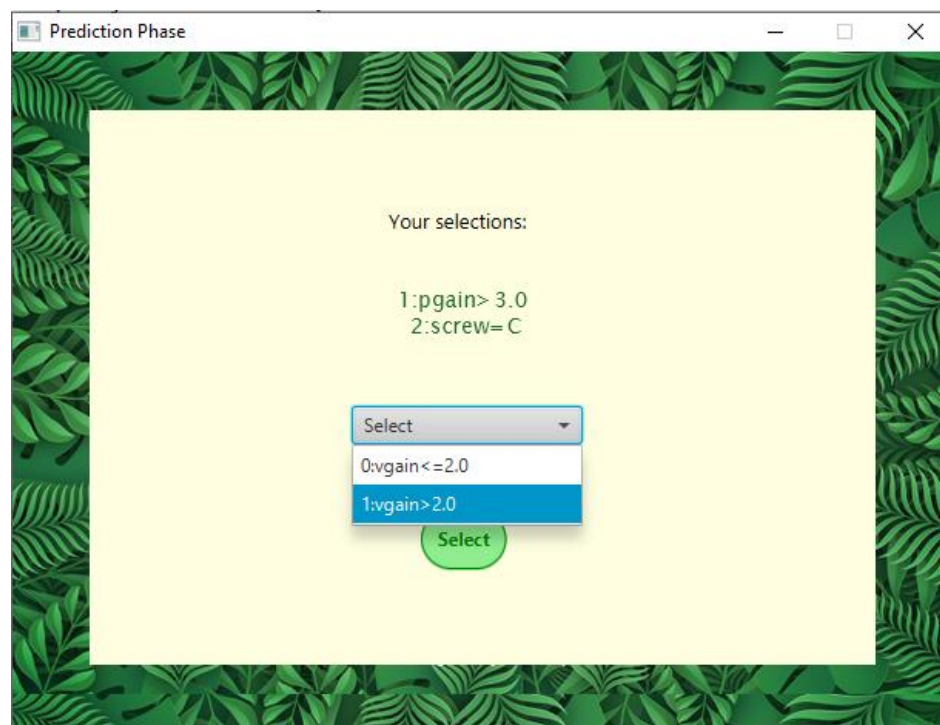 Prediction Phase
Your selections:
1:pgain> 3.0
2:screw= C
Select
0:vgain<=2.0
1:vgain>2.0
Select